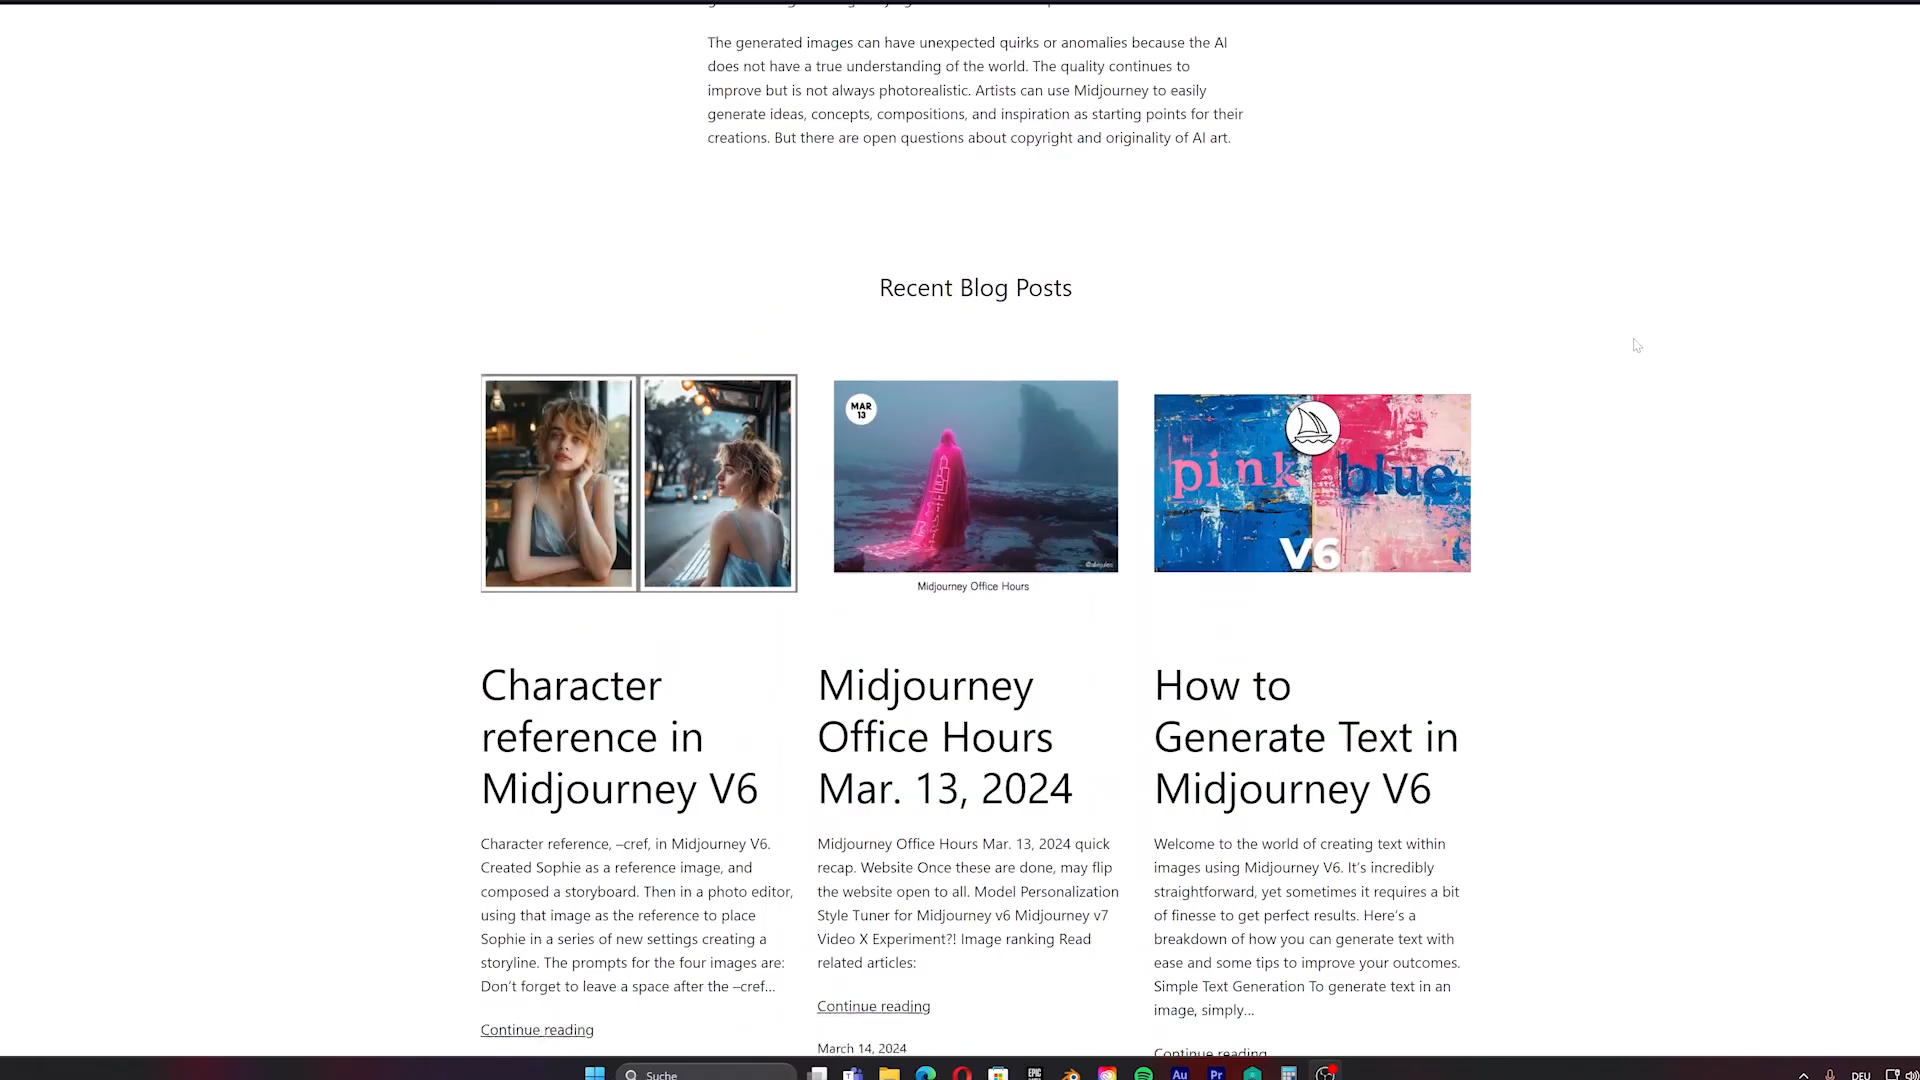 The generated images can have unexpected quirks or anomalies because the AI
does not have a true understanding of the world. The quality continues to
improve but is not always photorealistic. Artists can use Midjourney to easily
generate ideas, concepts, compositions, and inspiration as starting points for their
creations. But there are open questions about copyright and originality of AI art.
Recent Blog Posts
MAR
13
Midjourney Office Hours
pink blue
V6
Character
reference in
Midjourney V6
Character reference, –cref, in Midjourney V6.
Created Sophie as a reference image, and
composed a storyboard. Then in a photo editor,
using that image as the reference to place
Sophie in a series of new settings creating a
storyline. The prompts for the four images are:
Don’t forget to leave a space after the –cref…
Continue reading
Midjourney
Office Hours
Mar. 13, 2024
Midjourney Office Hours Mar. 13, 2024 quick
recap. Website Once these are done, may flip
the website open to all. Model Personalization
Style Tuner for Midjourney v6 Midjourney v7
Video X Experiment?! Image ranking Read
related articles:
Continue reading
March 14, 2024
How to
Generate Text in
Midjourney V6
Welcome to the world of creating text within
images using Midjourney V6. It’s incredibly
straightforward, yet sometimes it requires a bit
of finesse to get perfect results. Here’s a
breakdown of how you can generate text with
ease and some tips to improve your outcomes.
Simple Text Generation To generate text in an
image, simply…
Continue reading
Suche
EPIC
Au
Pr
DEU